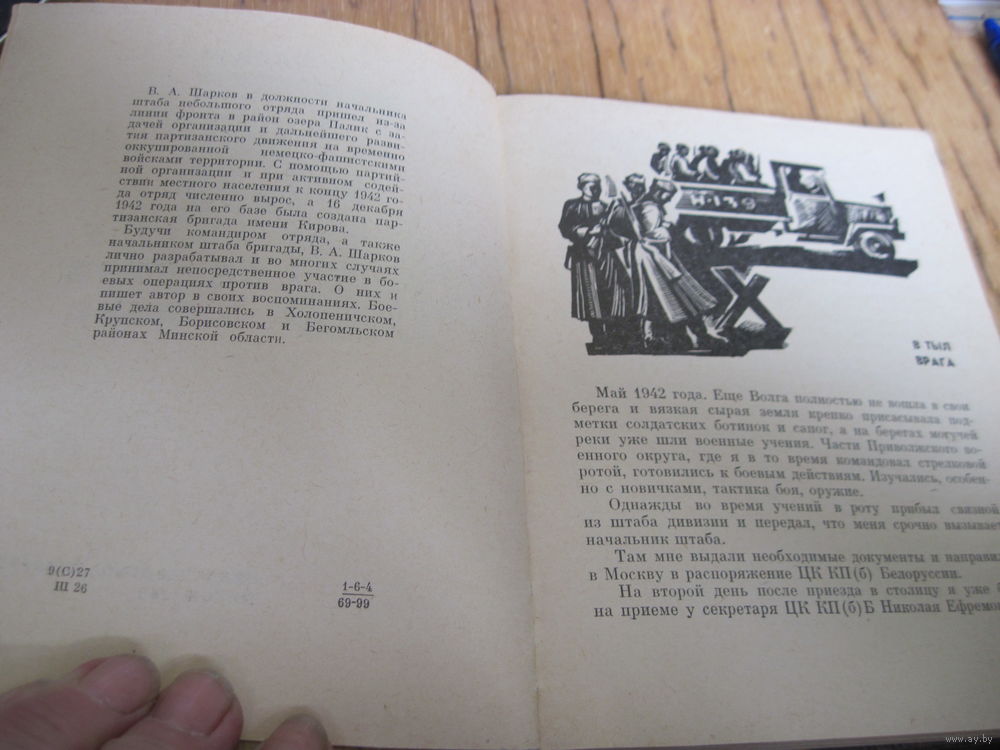 В. А. Шарков в должности начальника
штаба небольшого отряда пришел из-за
линии фронта в район озера Палик с за-
дачей организации и дальнейшего разви-
тия партизанского движения на временно
оккупированной немецко-фашистскими
войсками территории. С помощью партий-
ной организации и при активном содей-
ствии местного населения к концу 1942 го-
да отряд численно вырос, а 16 декабря
1942 года на его базе была создана пар-
тизанская бригада имени Кирова.
Будучи командиром отряда, а также
начальником штаба бригады, В. А. Шарков
лично разрабатывал и во многих случаях
принимал непосредственное участие в бо-
евых операциях против врага. О них и
пишет автор в своих воспоминаниях. Бое-
вые дела совершались в Холопеничском,
Крупском, Борисовском и Бегомльском
районах Минской области.
9(С)27
Ш 26
1-6-4
69-99
И-139
В ТЫЛ
ВРАГА
Май 1942 года. Еще Волга полностью не вошла в свои
берега и вязкая сырая земля крепко присасывала под-
метки солдатских ботинок и сапог, а на берегах могучей
реки уже шли военные учения. Части Приволжского во-
енного округа, где я в то время командовал стрелковой
ротой, готовились к боевым действиям. Изучались, особен-
но с новичками, тактика боя, оружие.
Однажды во время учений в роту прибыл связной
из штаба дивизии и передал, что меня срочно вызывает
начальник штаба.
Там мне выдали необходимые документы и направил
в Москву в распоряжение ЦК КП(б) Белоруссии.
На второй день после приезда в столицу я уже
на приеме у секретаря ЦК КП(б)Б Николая Ефремо
www.ay.by